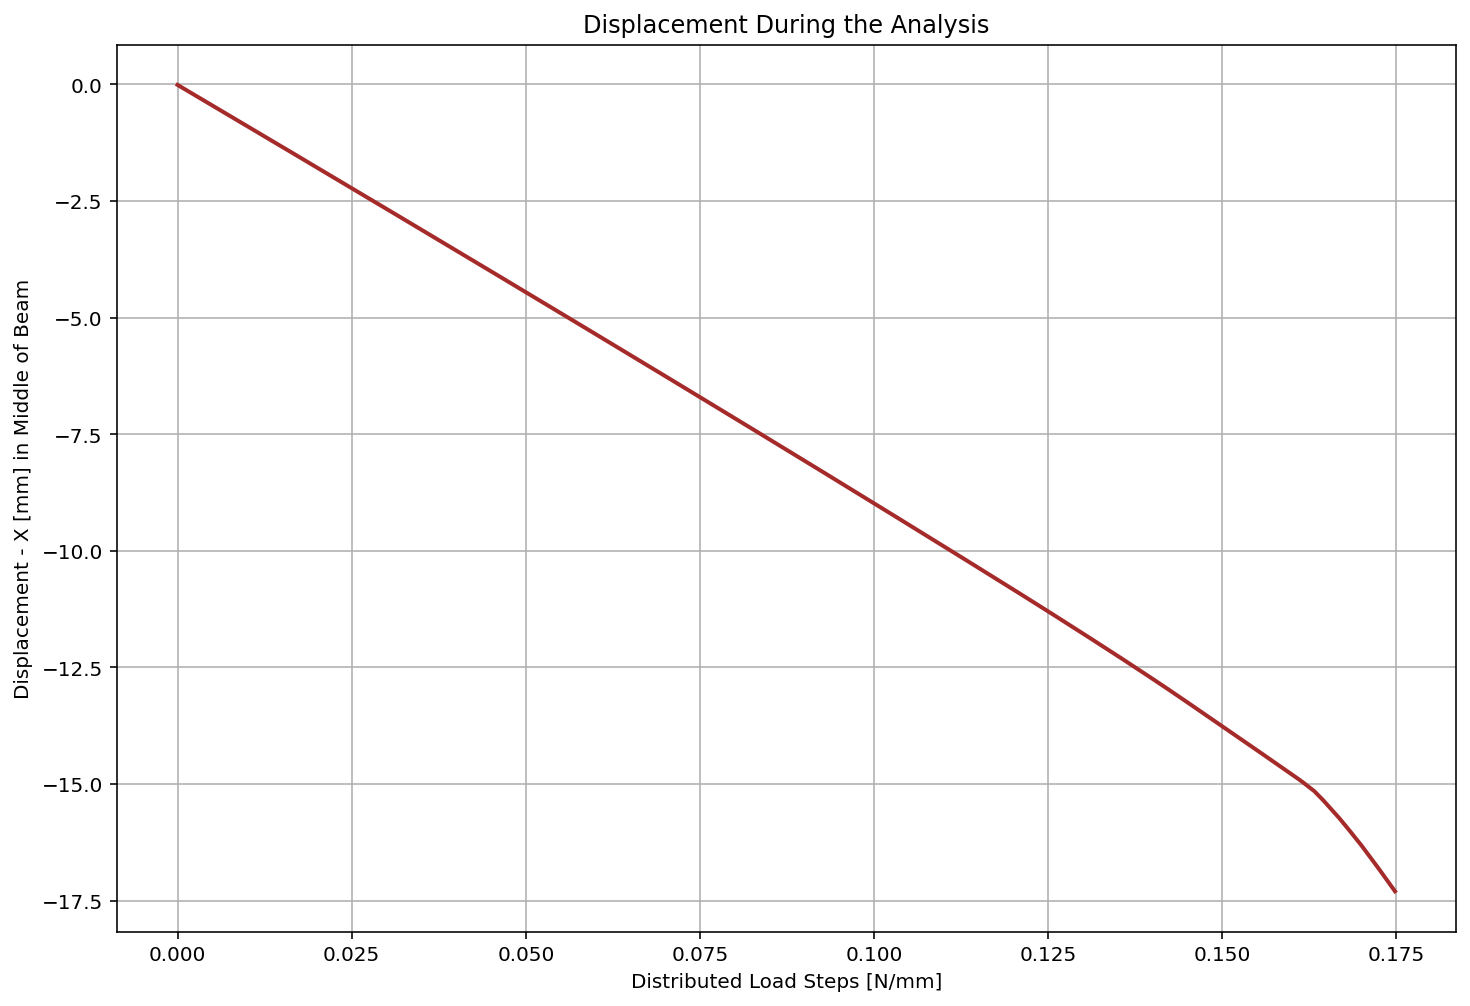 Displacement During the Analysis
0.0
−2.5
−5.0
−7.5
−10.0
−12.5
−15.0
−17.5
Displacement - X [mm] in Middle of Beam
0.000 0.025 0.050 0.075 0.100 0.125 0.150 0.175
Distributed Load Steps [N/mm]